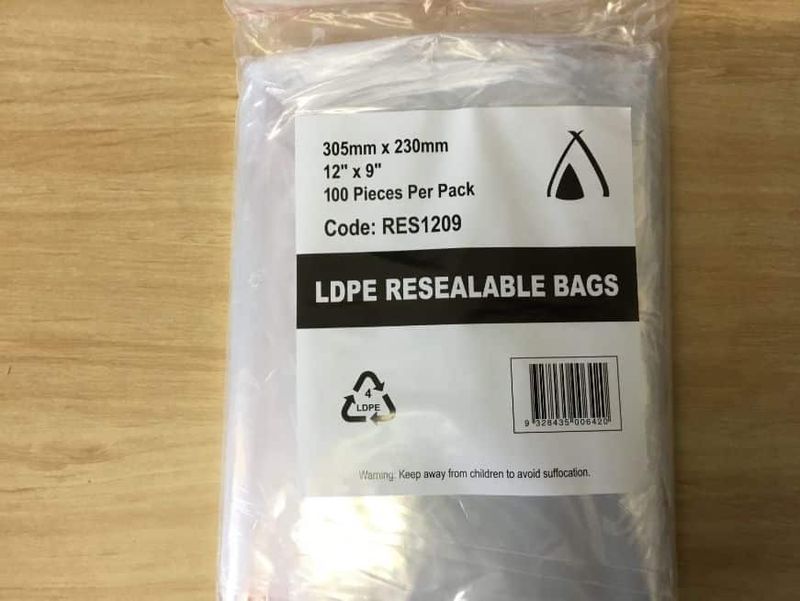 305mm x 230mm
12" x 9"
100 Pieces Per Pack
Code: RES1209
LDPE RESEALABLE BAGS
4
LDPE
9 328435 006420
Warning: Keep away from children to avoid suffocation.